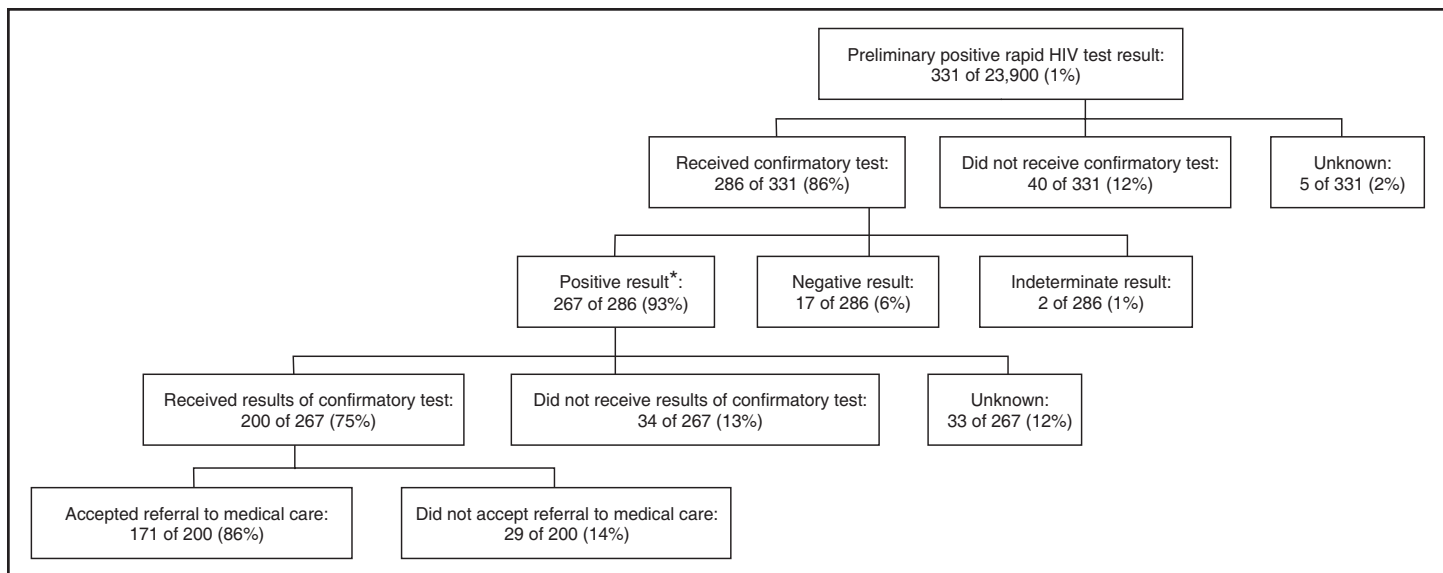 Preliminary positive rapid HIV test result:
331 of 23,900 (1%)
Received confirmatory test:
286 of 331 (86%)
Did not receive confirmatory test:
40 of 331 (12%)
Unknown:
5 of 331 (2%)
Positive result*:
267 of 286 (93%)
Negative result:
17 of 286 (6%)
Indeterminate result:
2 of 286 (1%)
Received results of confirmatory test:
200 of 267 (75%)
Did not receive results of confirmatory test:
34 of 267 (13%)
Unknown:
33 of 267 (12%)
Accepted referral to medical care:
171 of 200 (86%)
Did not accept referral to medical care:
29 of 200 (14%)